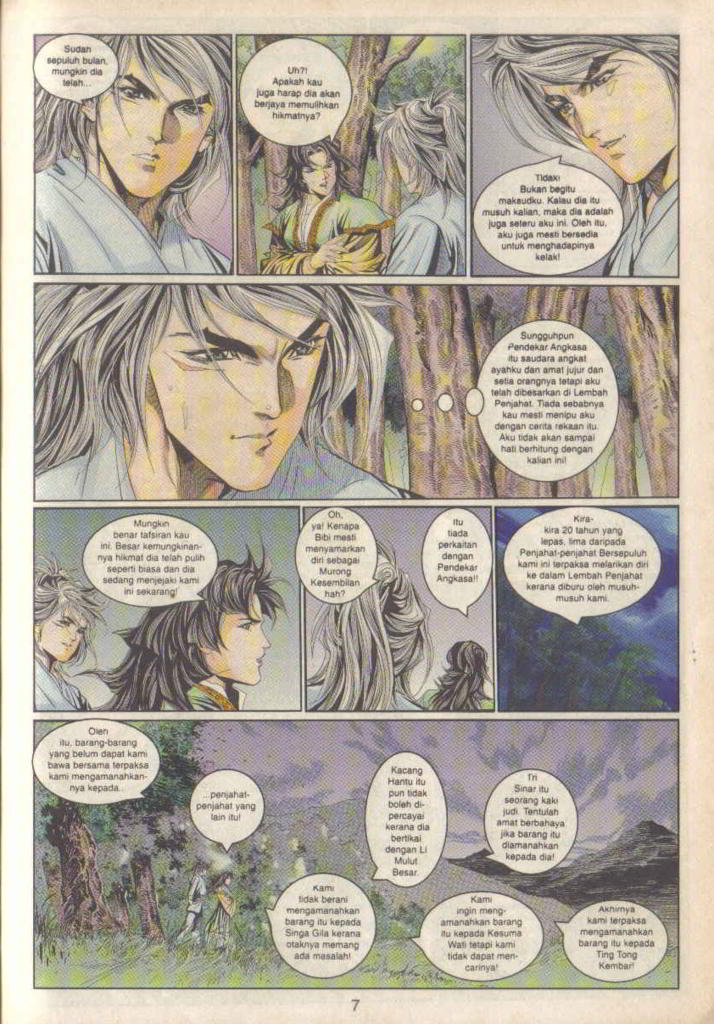 Sudah
sepuluh bulan,
mungkin dia
telah...
Uh?!
Apakah kau
juga harap dia akan
berjaya memulihkan
hikmatnya?
Tidak!
Bukan begitu
maksudku. Kalau dia itu
musuh kalian, maka dia adalah
juga seteru aku ini. Oleh itu,
aku juga mesti bersedia
untuk menghadapinya
kelak!
Sungguhpun
Pendekar Angkasa
itu saudara angkat
ayahku dan amat jujur dan
setia orangnya tetapi aku
telah dibesarkan di Lembah
Penjahat. Tiada sebabnya
kau mesti menipu aku
dengan cerita rekaan itu.
Aku tidak akan sampai
hati berhitung dengan
kalian ini!
Mungkin
benar tafsiran kau
ini. Besar kemungkinan-
nya hikmat dia telah pulih
seperti biasa dan dia
sedang menjejaki kami
ini sekarang!
Oh,
ya! Kenapa
Bibi mesti
menyamarkan
diri sebagai
Murong
Kesembilan
hah?
Itu
tiada
perkaitan
dengan
Pendekar
Angkasa!!
Kira-
kira 20 tahun yang
lepas, lima daripada
Penjahat-penjahat Bersepuluh
kami ini terpaksa melarikan diri
ke dalam Lembah Penjahat
kerana diburu oleh musuh-
musuh kami.
Oleh
itu, barang-barang
yang belum dapat kami
bawa bersama terpaksa
kami mengamanahkan-
nya kepada..
..penjahat-
penjahat yang
lain itu!
Kacang
Hantu itu
pun tidak
boleh di-
percayai
kerana dia
bertikai
dengan Li
Mulut
Besar.
Tri
Sinar itu
seorang kaki
judi. Tentulah
amat berbahaya
jika barang itu
diamanahkan
kepada dia!
Kami
tidak berani
mengamanahkan
barang itu kepada
Singa Gila kerana
otaknya memang
ada masalah!
Kami
ingin meng-
amanahkan barang
itu kepada Kesuma
Wati tetapi kami
tidak dapat men-
carinya!
Akhirnya
kami terpaksa
mengamanahkan
barang itu kepada
Ting Tong
Kembar!
7